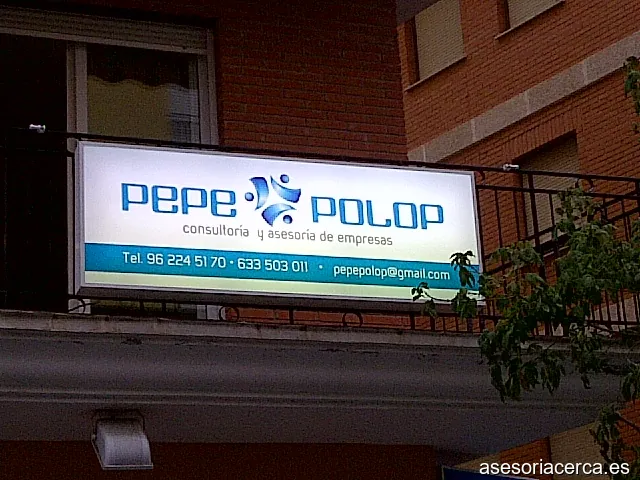 PEPE POLOP
consultoría y asesoría de empresas
Tel. 96 224 51 70 · 633 503 011 · pepepolop@gmail.com
asesoriacerca.es